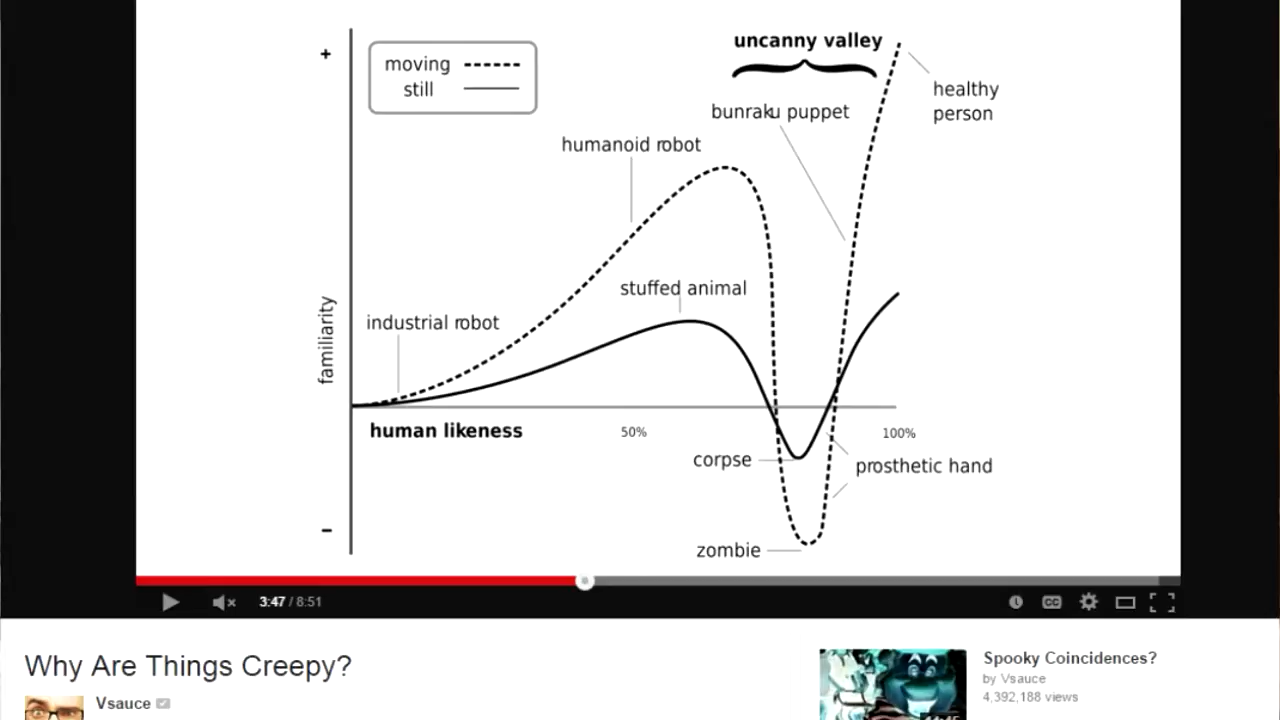 uncanny valley
+
moving
still
healthy
person
bunraku puppet
humanoid robot
stuffed animal
industrial robot
familiarity
human likeness
50%
100%
corpse
prosthetic hand
−
zombie
3:47 / 8:51
CC
Why Are Things Creepy?
Vsauce
Spooky Coincidences?
by Vsauce
4,392,188 views